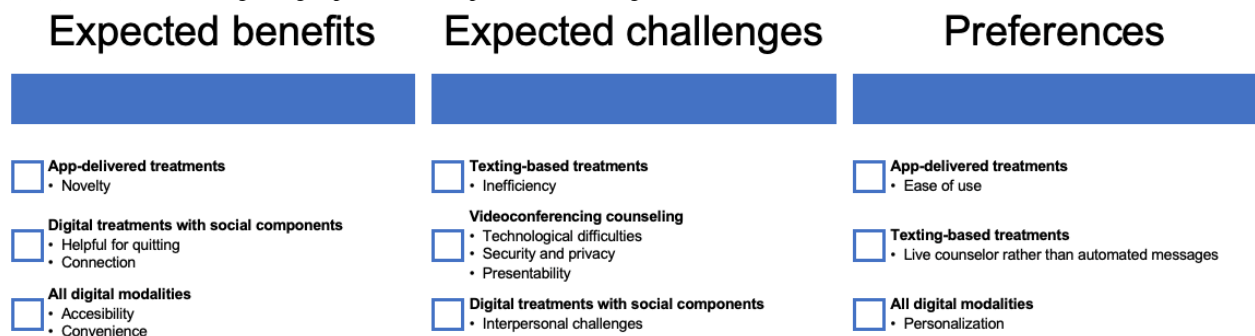 Expected benefits
App-delivered treatments
• Novelty
Digital treatments with social components
• Helpful for quitting
• Connection
All digital modalities
• Accesibility
• Convenience
Expected challenges
Texting-based treatments
• Inefficiency
Videoconferencing counseling
• Technological difficulties
• Security and privacy
• Presentability
Digital treatments with social components
• Interpersonal challenges
Preferences
App-delivered treatments
• Ease of use
Texting-based treatments
• Live counselor rather than automated messages
All digital modalities
• Personalization